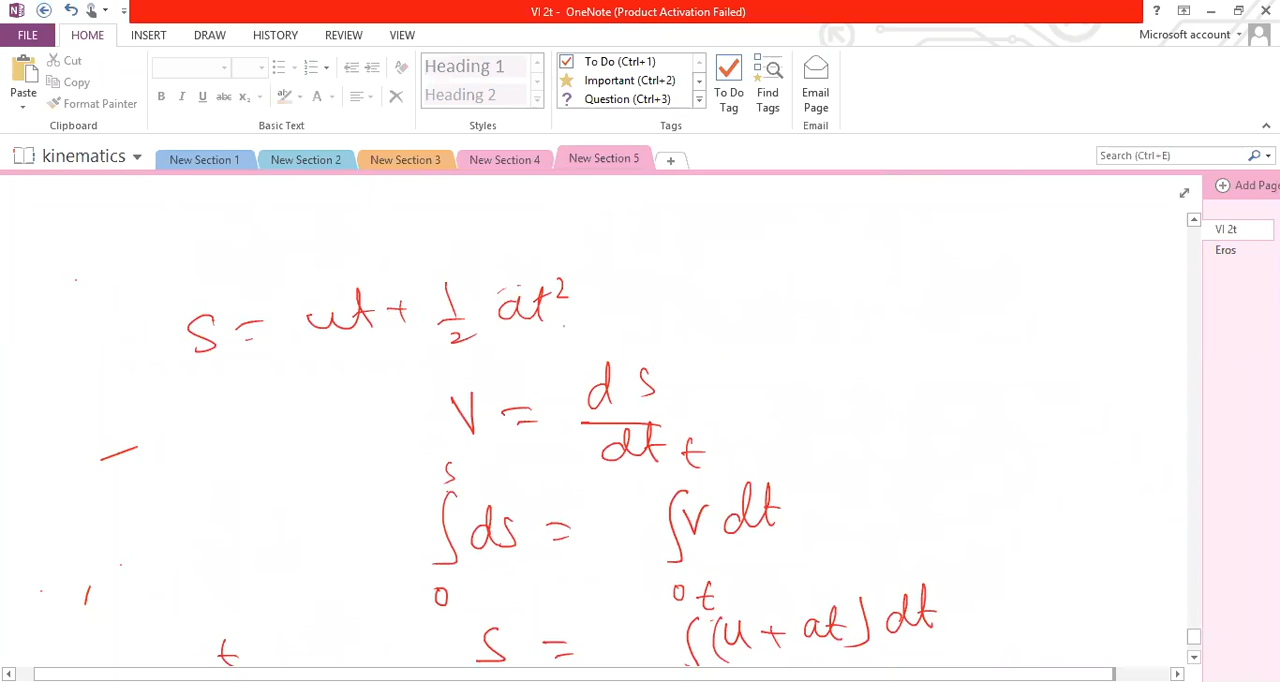 VI 2t - OneNote (Product Activation Failed)
FILE HOME INSERT DRAW HISTORY REVIEW VIEW Microsoft account
Paste
Cut
Copy
Format Painter
Clipboard
B I U abc x₂ A
Basic Text
Heading 1
Heading 2
Styles
To Do (Ctrl+1)
Important (Ctrl+2)
Question (Ctrl+3)
Tags
To Do Tag
Find Tags
Email Page
Email
kinematics New Section 1 New Section 2 New Section 3 New Section 4 New Section 5 + Search (Ctrl+E)
Add Page
VI 2t
Eros
S = ut + 1/2 at²
V = ds/dt
∫₀ˢ ds = ∫₀ᵗ v dt
t S = ∫ᵗ (u + at) dt